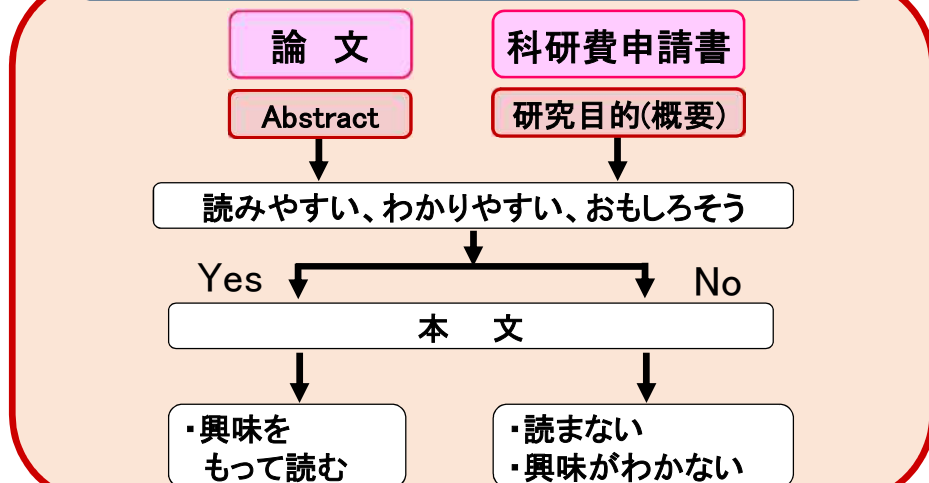 論　文
科研費申請書
Abstract
研究目的(概要)
読みやすい、わかりやすい、おもしろそう
Yes
No
本　文
・興味を
もって読む
・読まない
・興味がわかない